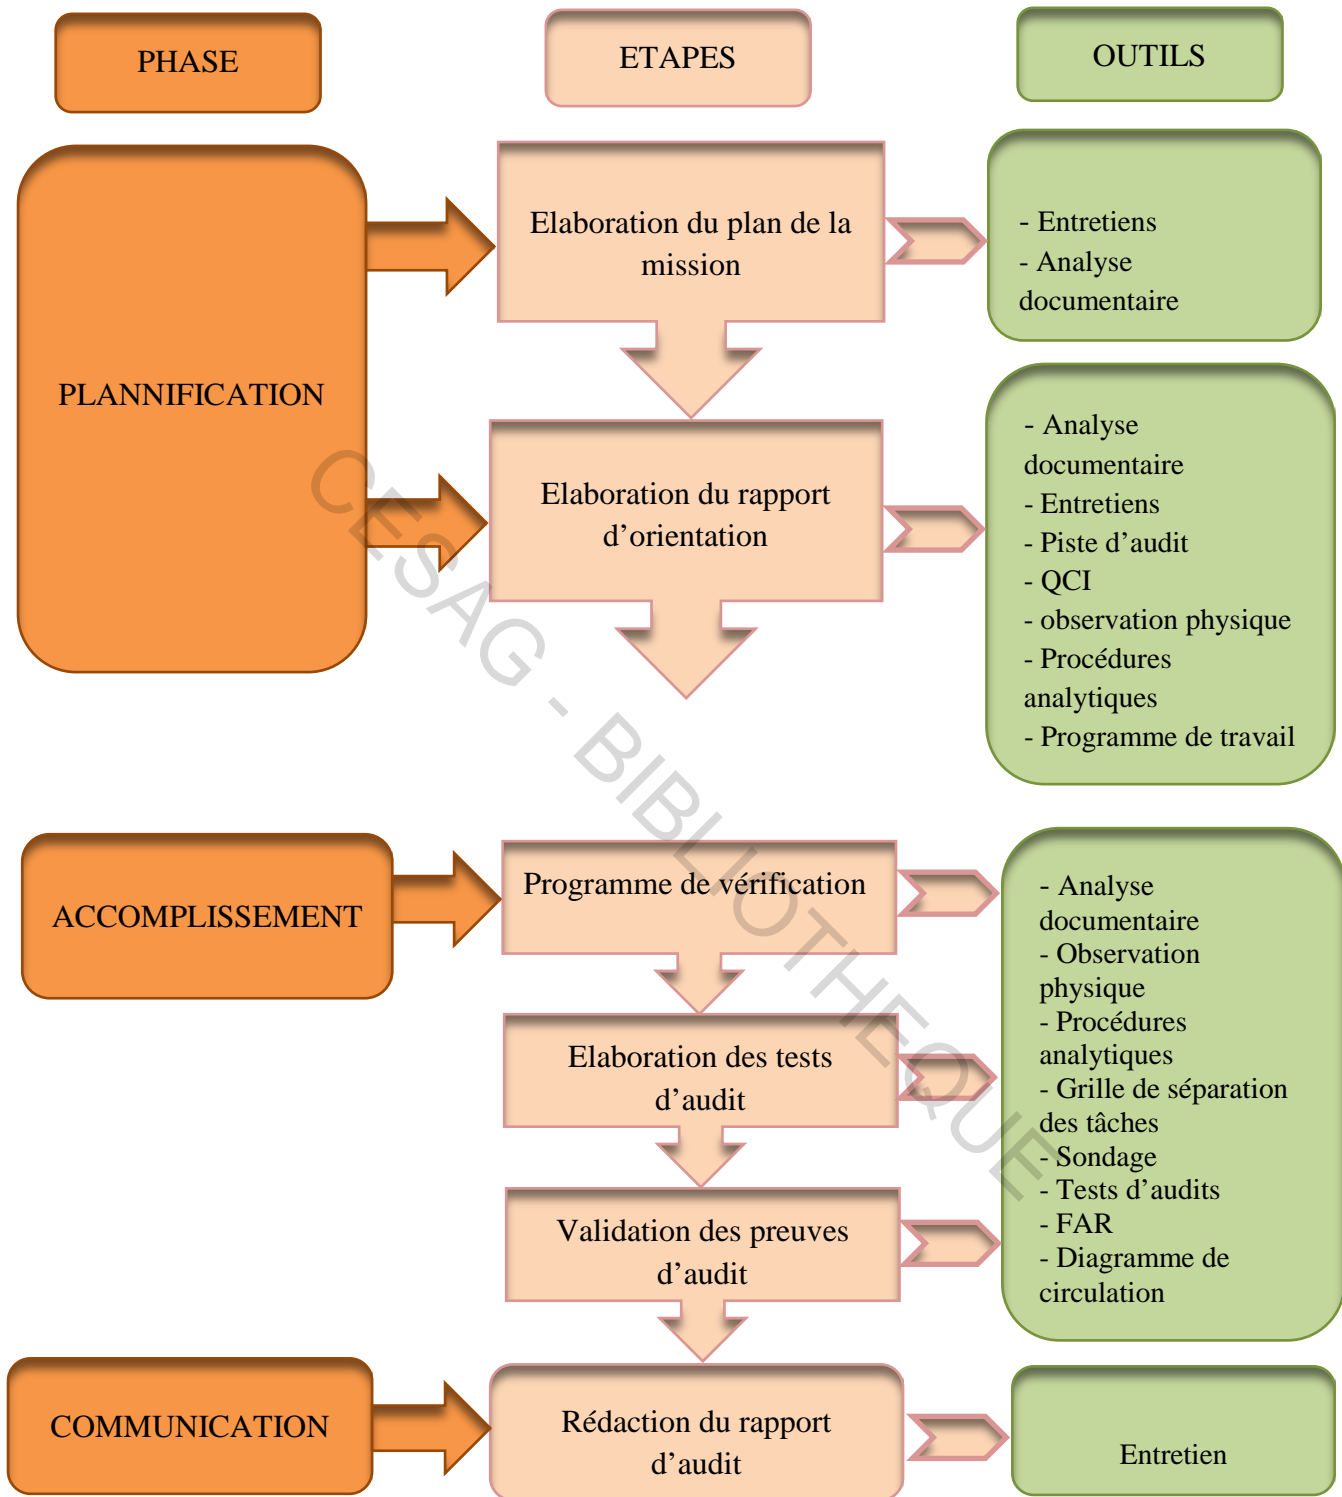 PHASE
ETAPES
OUTILS
PLANNIFICATION
Elaboration du plan de la
mission
- Entretiens
- Analyse
documentaire
Elaboration du rapport
d’orientation
- Analyse
documentaire
- Entretiens
- Piste d’audit
- QCI
- observation physique
- Procédures
analytiques
- Programme de travail
ACCOMPLISSEMENT
Programme de vérification
Elaboration des tests
d’audit
Validation des preuves
d’audit
- Analyse
documentaire
- Observation
physique
- Procédures
analytiques
- Grille de séparation
des tâches
- Sondage
- Tests d’audits
- FAR
- Diagramme de
circulation
COMMUNICATION
Rédaction du rapport
d’audit
Entretien
CESAG - BIBLIOTHEQUE